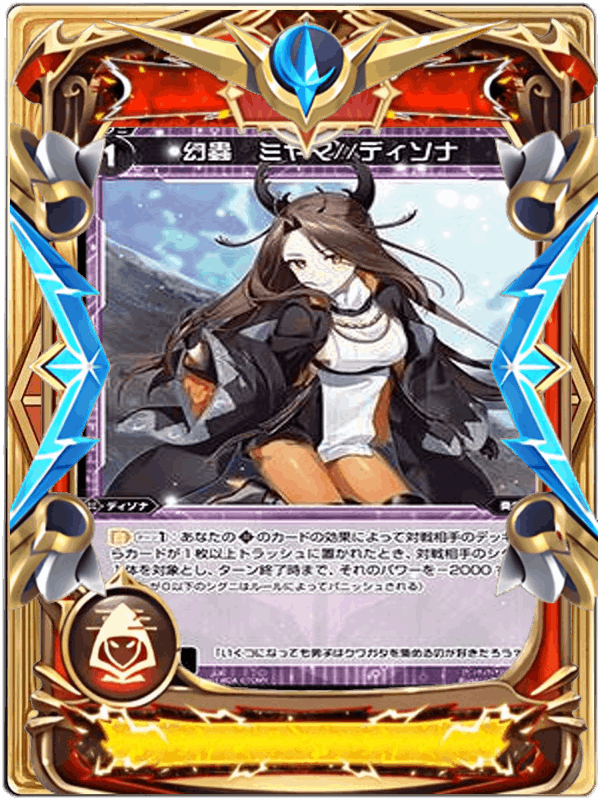 1
幻蟲 ミヤマ//ディソナ
ディソナ
1：あなたの のカードの効果によって対戦相手のデッ
らカードが１枚以上トラッシュに置かれたとき、対戦相手のシ
体を対象とし、ターン終了時まで、それのパワーを－2000
が０以下のシグニはルールによってバニッシュされる)
「いくつになっても男子はクワガタを集めるのが好きだろう？